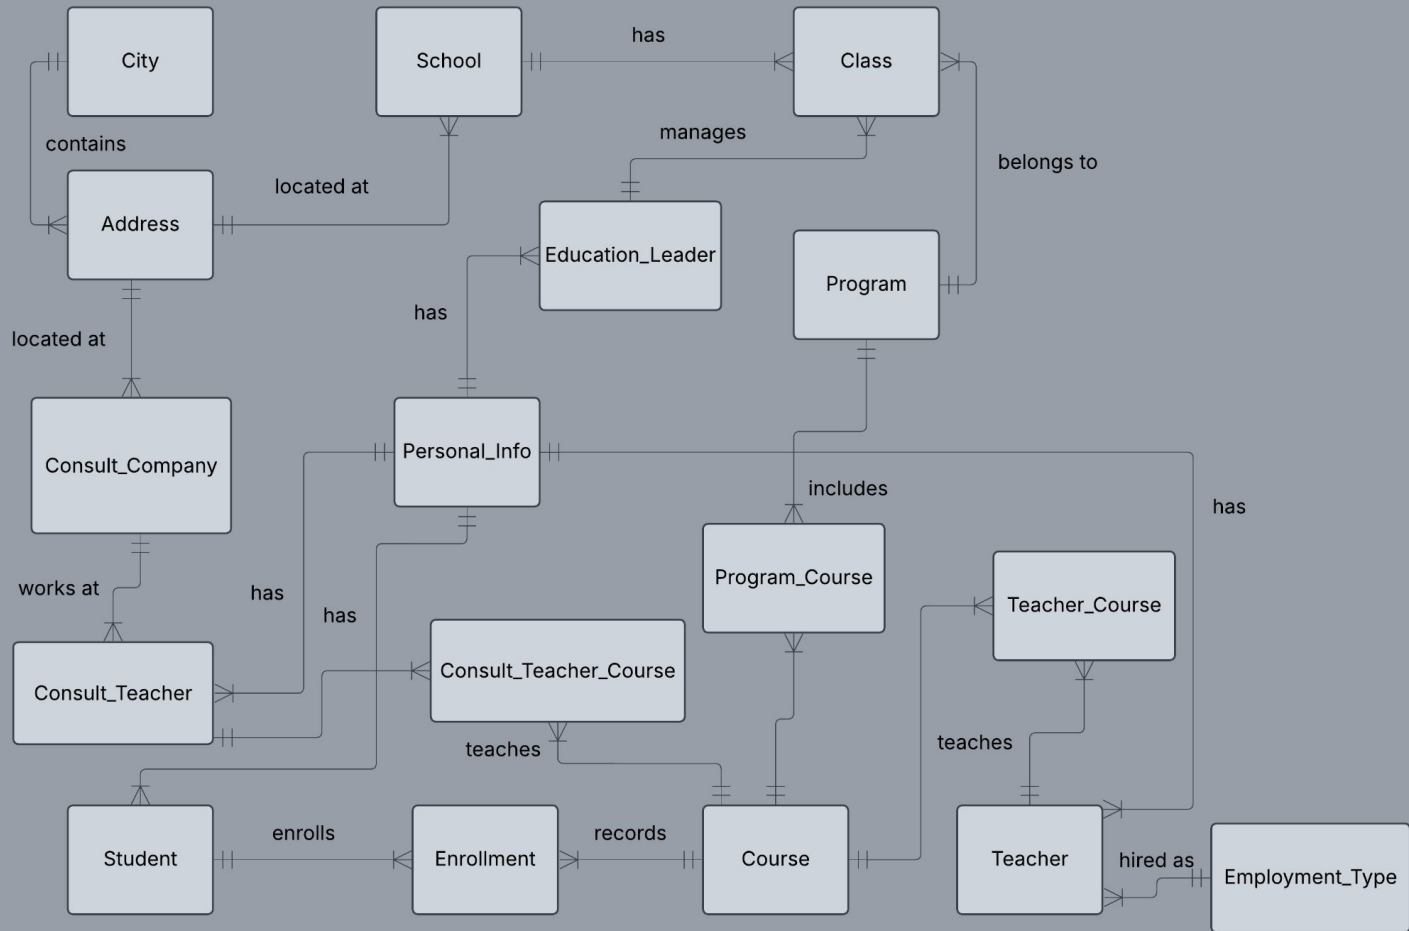 City
School
has
Class
contains
manages
belongs to
located at
Address
Education_Leader
Program
has
located at
Consult_Company
Personal_Info
includes
has
Program_Course
Teacher_Course
works at
has
has
Consult_Teacher
Consult_Teacher_Course
teaches
teaches
enrolls
records
Student
Enrollment
Course
Teacher
hired as
Employment_Type